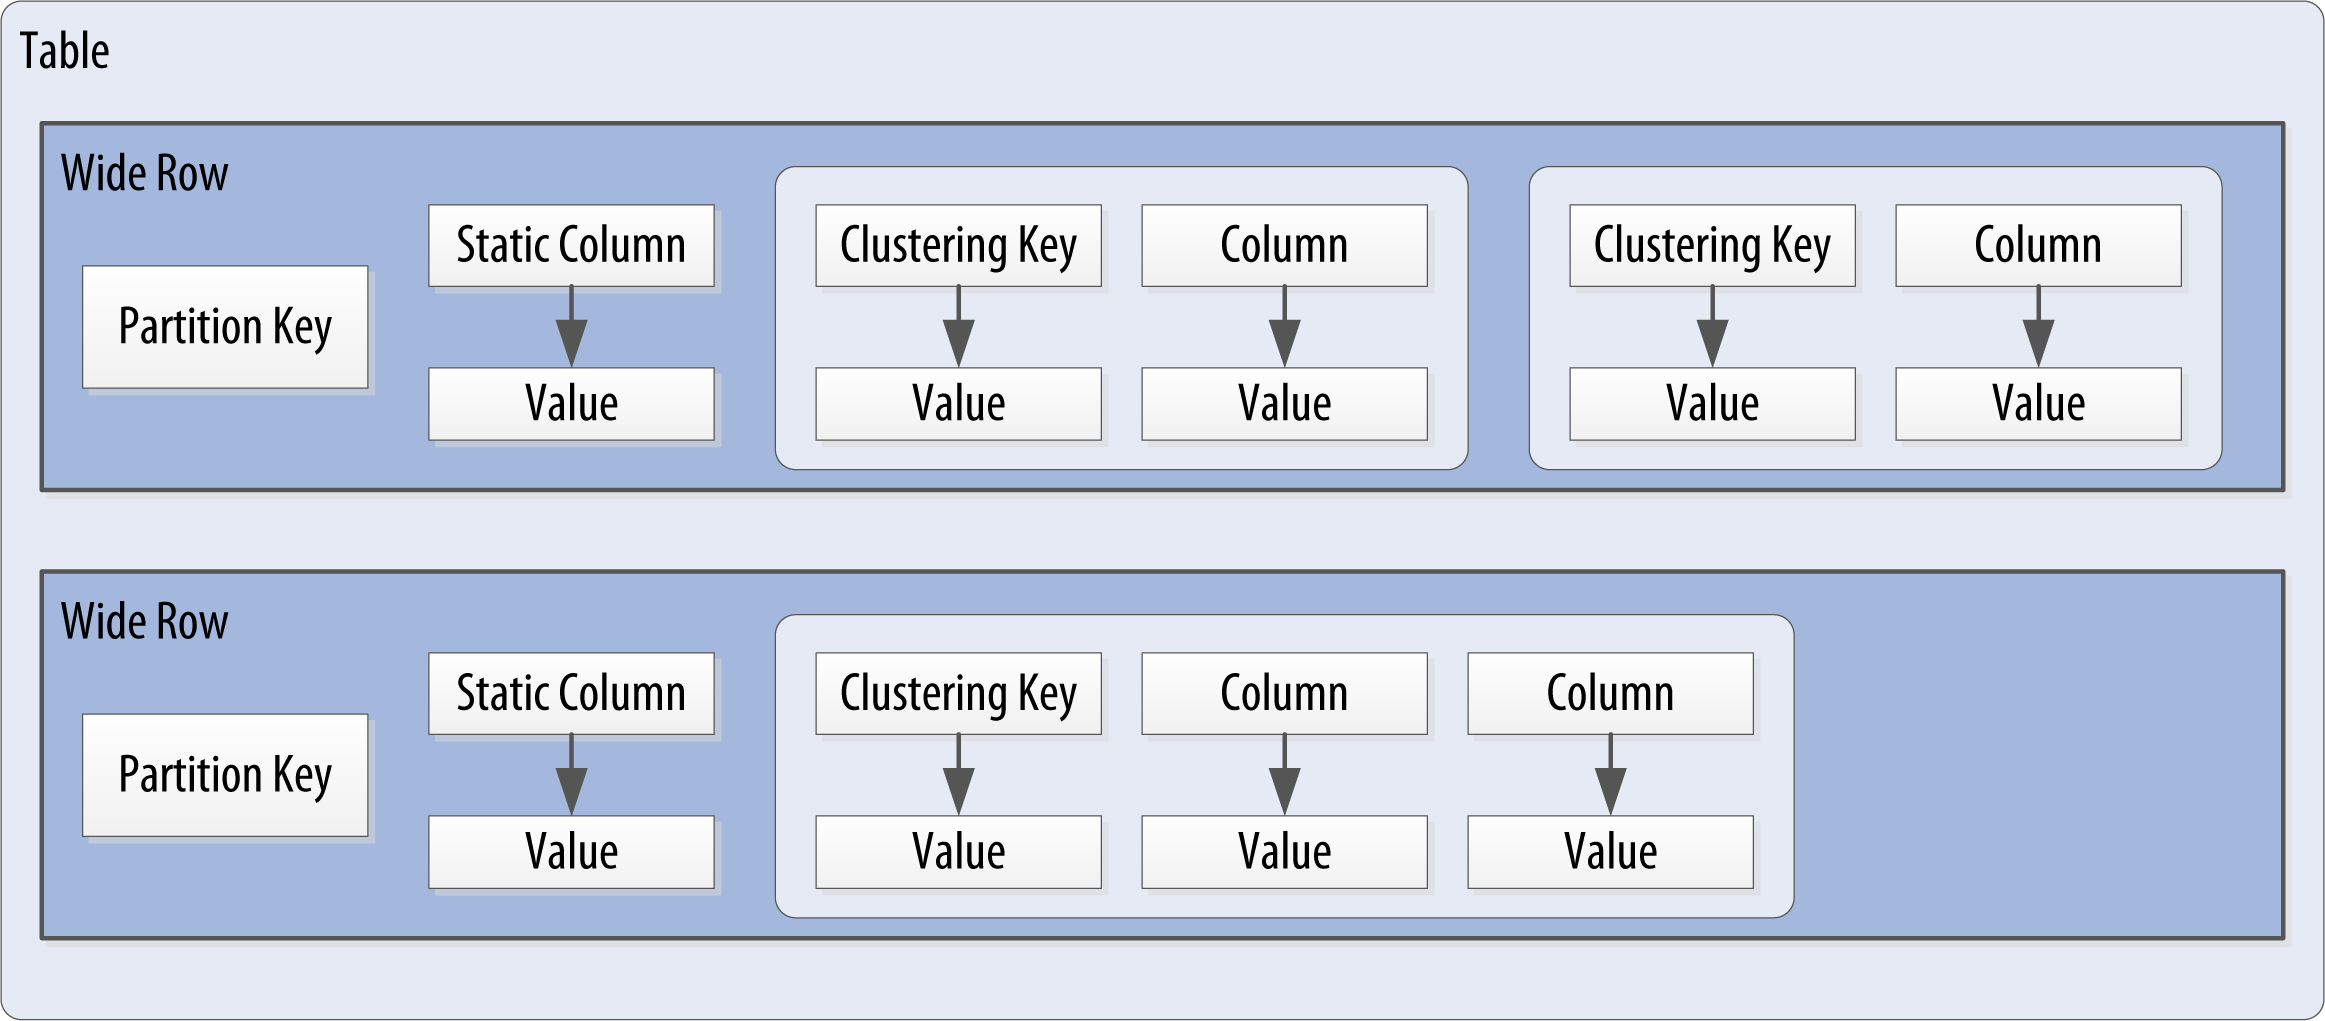 Table
Wide Row
Partition Key
Static Column
Value
Clustering Key
Value
Column
Value
Clustering Key
Value
Column
Value
Wide Row
Partition Key
Static Column
Value
Clustering Key
Value
Column
Value
Column
Value